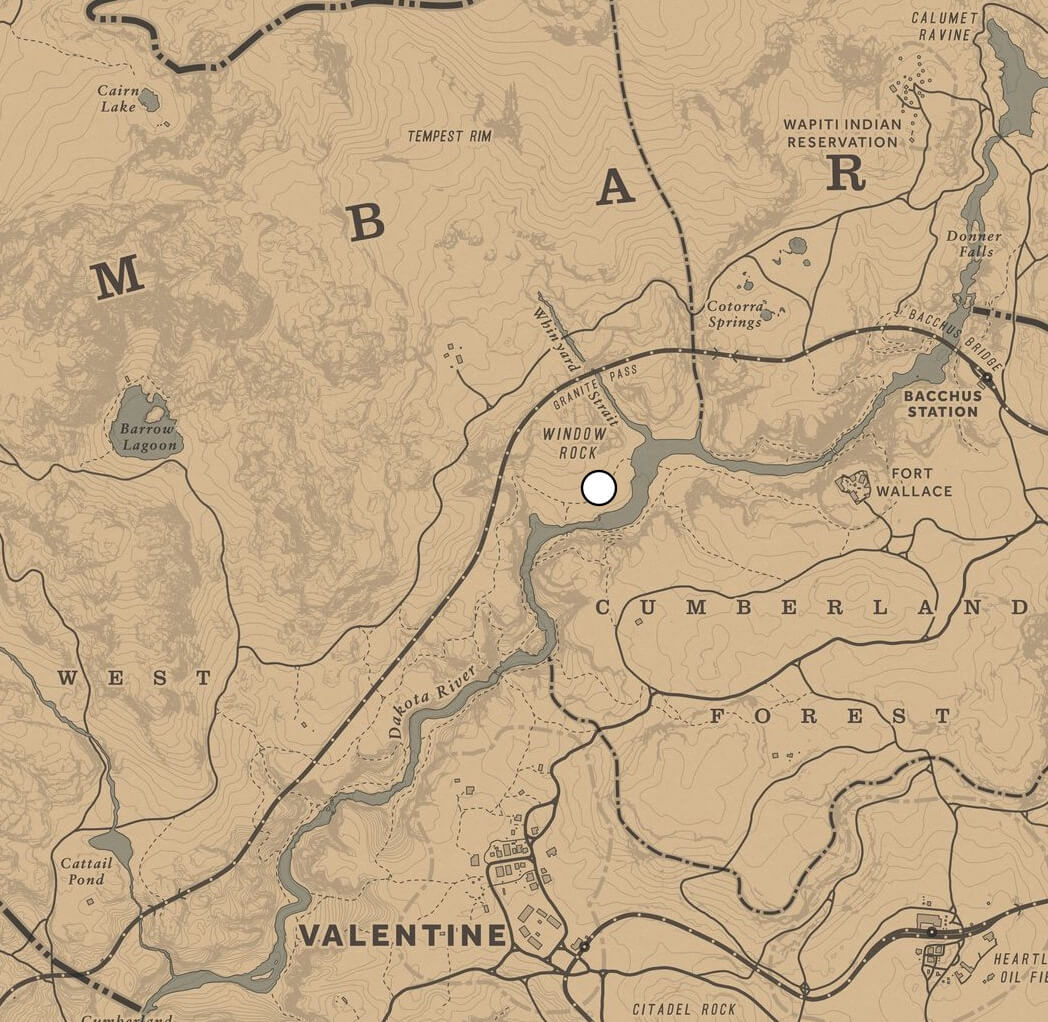 CALUMET
RAVINE
Cairn
Lake
TEMPEST RIM
WAPITI INDIAN
RESERVATION
M B A R
Donner
Falls
Cotorra
Springs
Whinyard
Strait
BACCHUS BRIDGE
GRANITE PASS
BACCHUS
STATION
Barrow
Lagoon
WINDOW
ROCK
FORT
WALLACE
CUMBERLAND
WEST
Dakota River
FOREST
Cattail
Pond
VALENTINE
HEARTL
OIL FIE
CITADEL ROCK
Cumberland